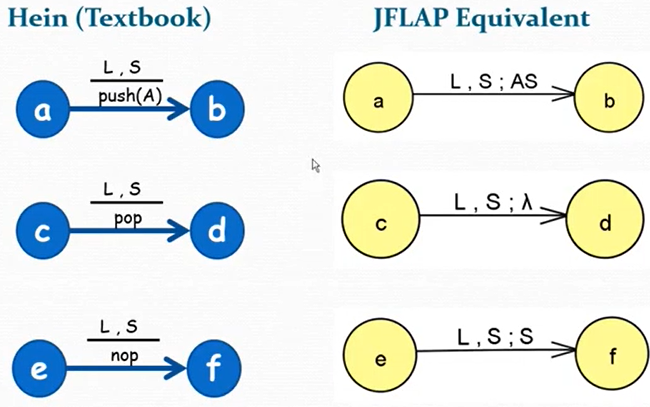 Hein (Textbook)
JFLAP Equivalent
L , S
push(A)
a
b
L , S ; AS
a
b
L , S
pop
c
d
L , S ; λ
c
d
L , S
nop
e
f
L , S ; S
e
f